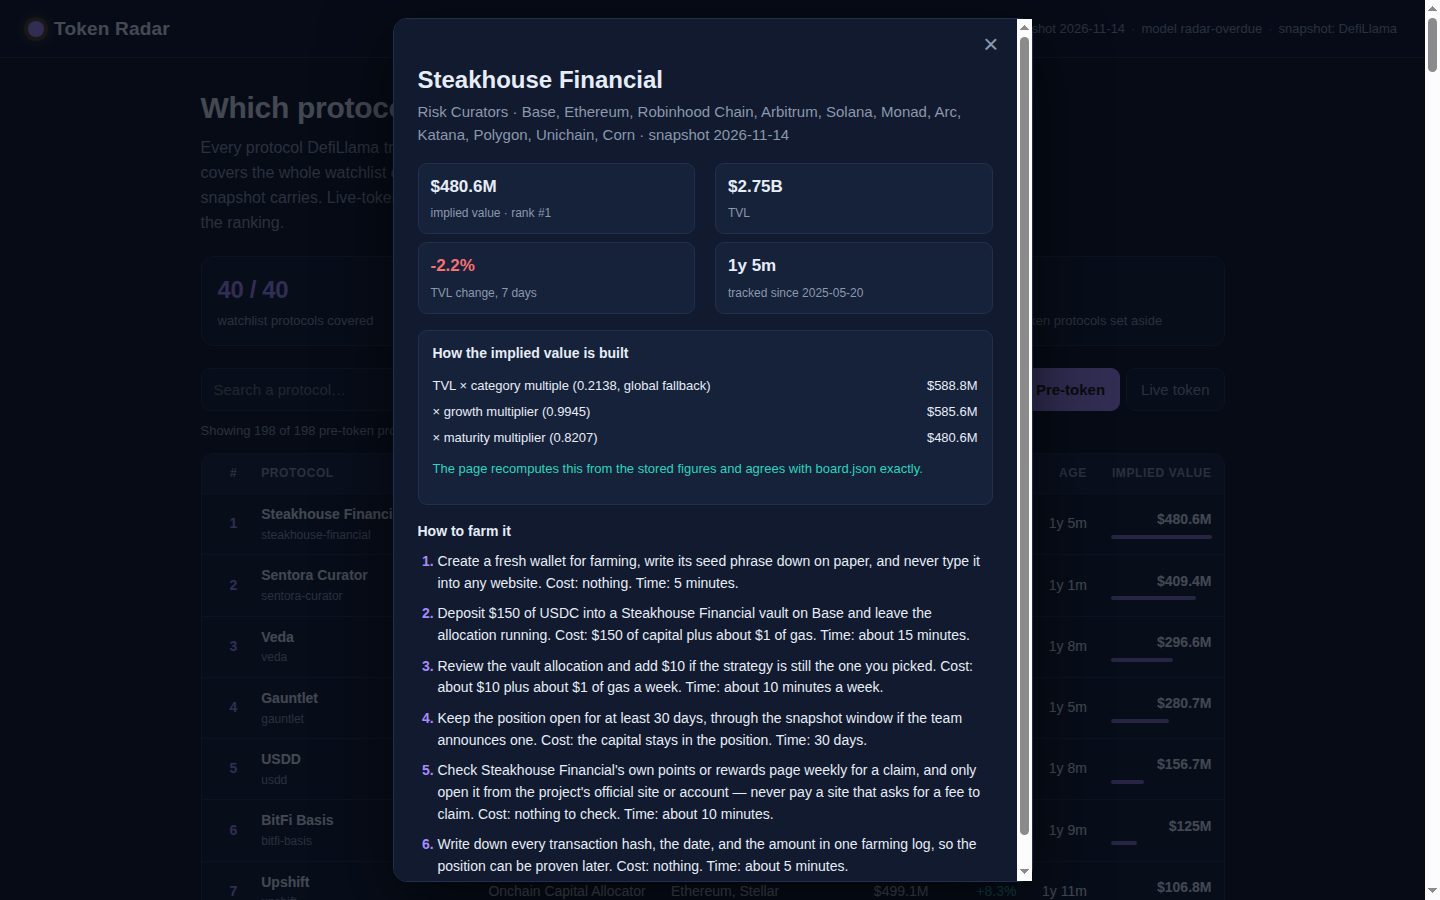 Token Radar
shot 2026-11-14 · model radar-overdue · snapshot: DefiLlama
Which protoc
Every protocol DefiLlama tr
covers the whole watchlist
snapshot carries. Live-toke
the ranking.
40 / 40
watchlist protocols covered
ten protocols set aside
Search a protocol...
Pre-token
Live token
Showing 198 of 198 pre-token pro
# PROTOCOL AGE IMPLIED VALUE
1 Steakhouse Financi 1y 5m $480.6M
steakhouse-financial
2 Sentora Curator 1y 1m $409.4M
sentora-curator
3 Veda 1y 8m $296.6M
veda
4 Gauntlet 1y 5m $280.7M
gauntlet
5 USDD 1y 8m $156.7M
usdd
6 BitFi Basis 1y 9m $125M
bitfi-basis
7 Upshift Onchain Capital Allocator Ethereum, Stellar $499.1M +8.3% 1y 11m $106.8M
✕
Steakhouse Financial
Risk Curators · Base, Ethereum, Robinhood Chain, Arbitrum, Solana, Monad, Arc,
Katana, Polygon, Unichain, Corn · snapshot 2026-11-14
$480.6M
implied value · rank #1
$2.75B
TVL
-2.2%
TVL change, 7 days
1y 5m
tracked since 2025-05-20
How the implied value is built
TVL × category multiple (0.2138, global fallback) $588.8M
× growth multiplier (0.9945) $585.6M
× maturity multiplier (0.8207) $480.6M
The page recomputes this from the stored figures and agrees with board.json exactly.
How to farm it
1. Create a fresh wallet for farming, write its seed phrase down on paper, and never type it
into any website. Cost: nothing. Time: 5 minutes.
2. Deposit $150 of USDC into a Steakhouse Financial vault on Base and leave the
allocation running. Cost: $150 of capital plus about $1 of gas. Time: about 15 minutes.
3. Review the vault allocation and add $10 if the strategy is still the one you picked. Cost:
about $10 plus about $1 of gas a week. Time: about 10 minutes a week.
4. Keep the position open for at least 30 days, through the snapshot window if the team
announces one. Cost: the capital stays in the position. Time: 30 days.
5. Check Steakhouse Financial's own points or rewards page weekly for a claim, and only
open it from the project's official site or account — never pay a site that asks for a fee to
claim. Cost: nothing to check. Time: about 10 minutes.
6. Write down every transaction hash, the date, and the amount in one farming log, so the
position can be proven later. Cost: nothing. Time: about 5 minutes.